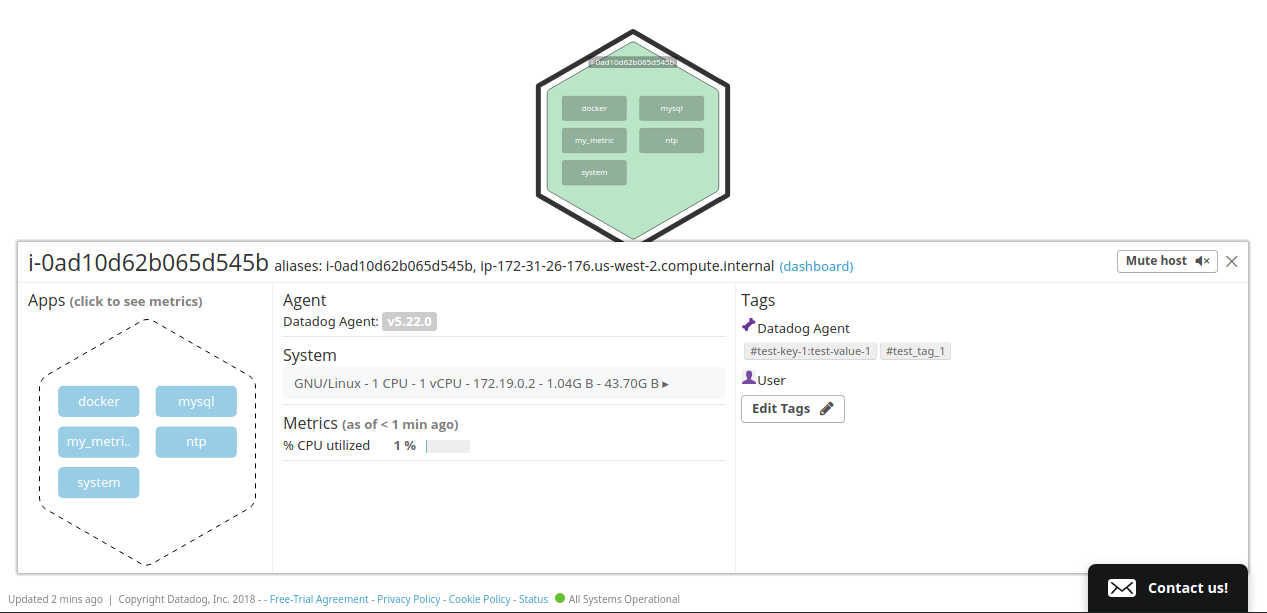 i-0ad10d62b065d545b
docker mysql
my_metric ntp
system
i-0ad10d62b065d545b aliases: i-0ad10d62b065d545b, ip-172-31-26-176.us-west-2.compute.internal (dashboard) Mute host
Apps (click to see metrics)
docker mysql
my_metri.. ntp
system
Agent
Datadog Agent: v5.22.0
System
GNU/Linux - 1 CPU - 1 vCPU - 172.19.0.2 - 1.04G B - 43.70G B ▸
Metrics (as of < 1 min ago)
% CPU utilized 1 %
Tags
Datadog Agent
#test-key-1:test-value-1 #test_tag_1
User
Edit Tags
Contact us!
Updated 2 mins ago | Copyright Datadog, Inc. 2018 - - Free-Trial Agreement - Privacy Policy - Cookie Policy - Status All Systems Operational